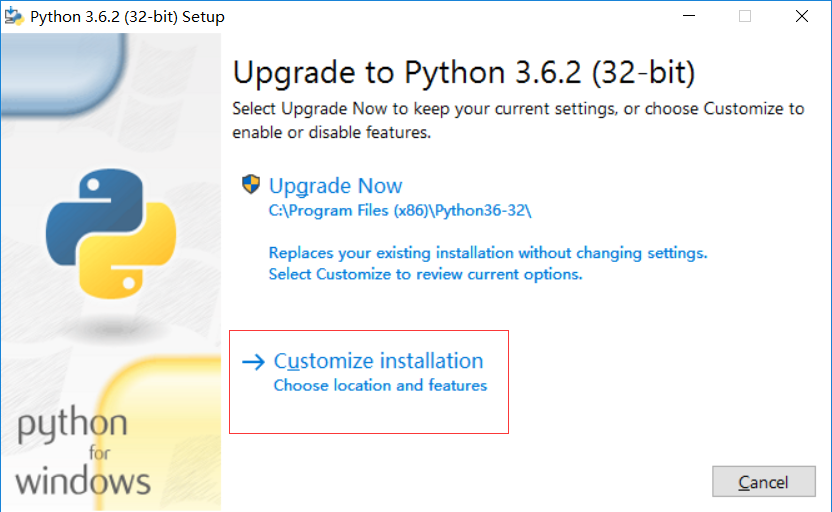 Python 3.6.2 (32-bit) Setup
Upgrade to Python 3.6.2 (32-bit)
Select Upgrade Now to keep your current settings, or choose Customize to
enable or disable features.
Upgrade Now
C:\Program Files (x86)\Python36-32\
Replaces your existing installation without changing settings.
Select Customize to review current options.
Customize installation
Choose location and features
python
for
windows
Cancel